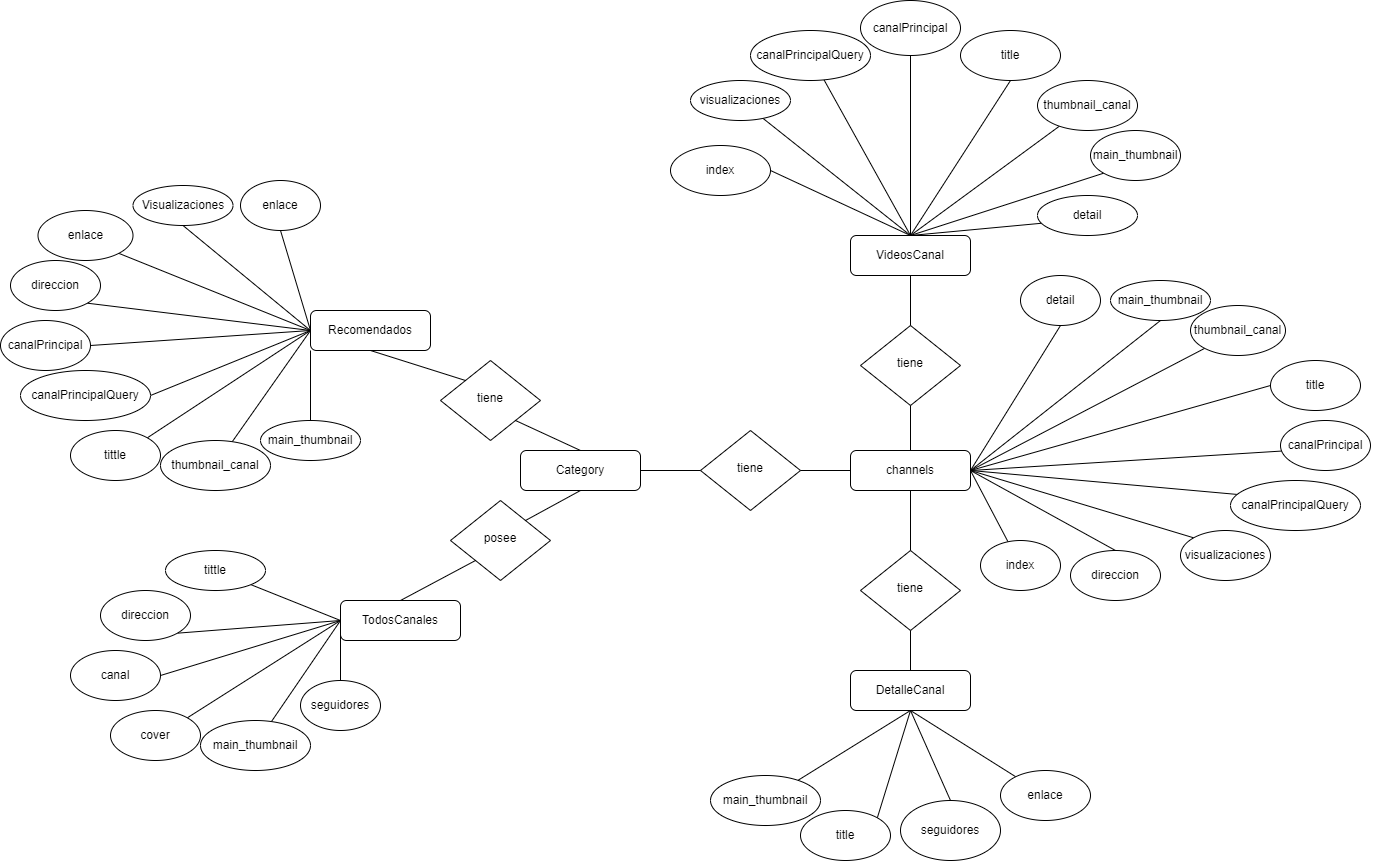 canalPrincipal
canalPrincipalQuery
title
visualizaciones
thumbnail_canal
main_thumbnail
index
detail
VideosCanal
Visualizaciones
enlace
enlace
direccion
canalPrincipal
canalPrincipalQuery
tittle
thumbnail_canal
main_thumbnail
Recomendados
tiene
tiene
detail
main_thumbnail
thumbnail_canal
title
canalPrincipal
canalPrincipalQuery
visualizaciones
direccion
index
Category
tiene
channels
posee
tiene
tittle
direccion
canal
cover
main_thumbnail
seguidores
TodosCanales
DetalleCanal
main_thumbnail
title
seguidores
enlace